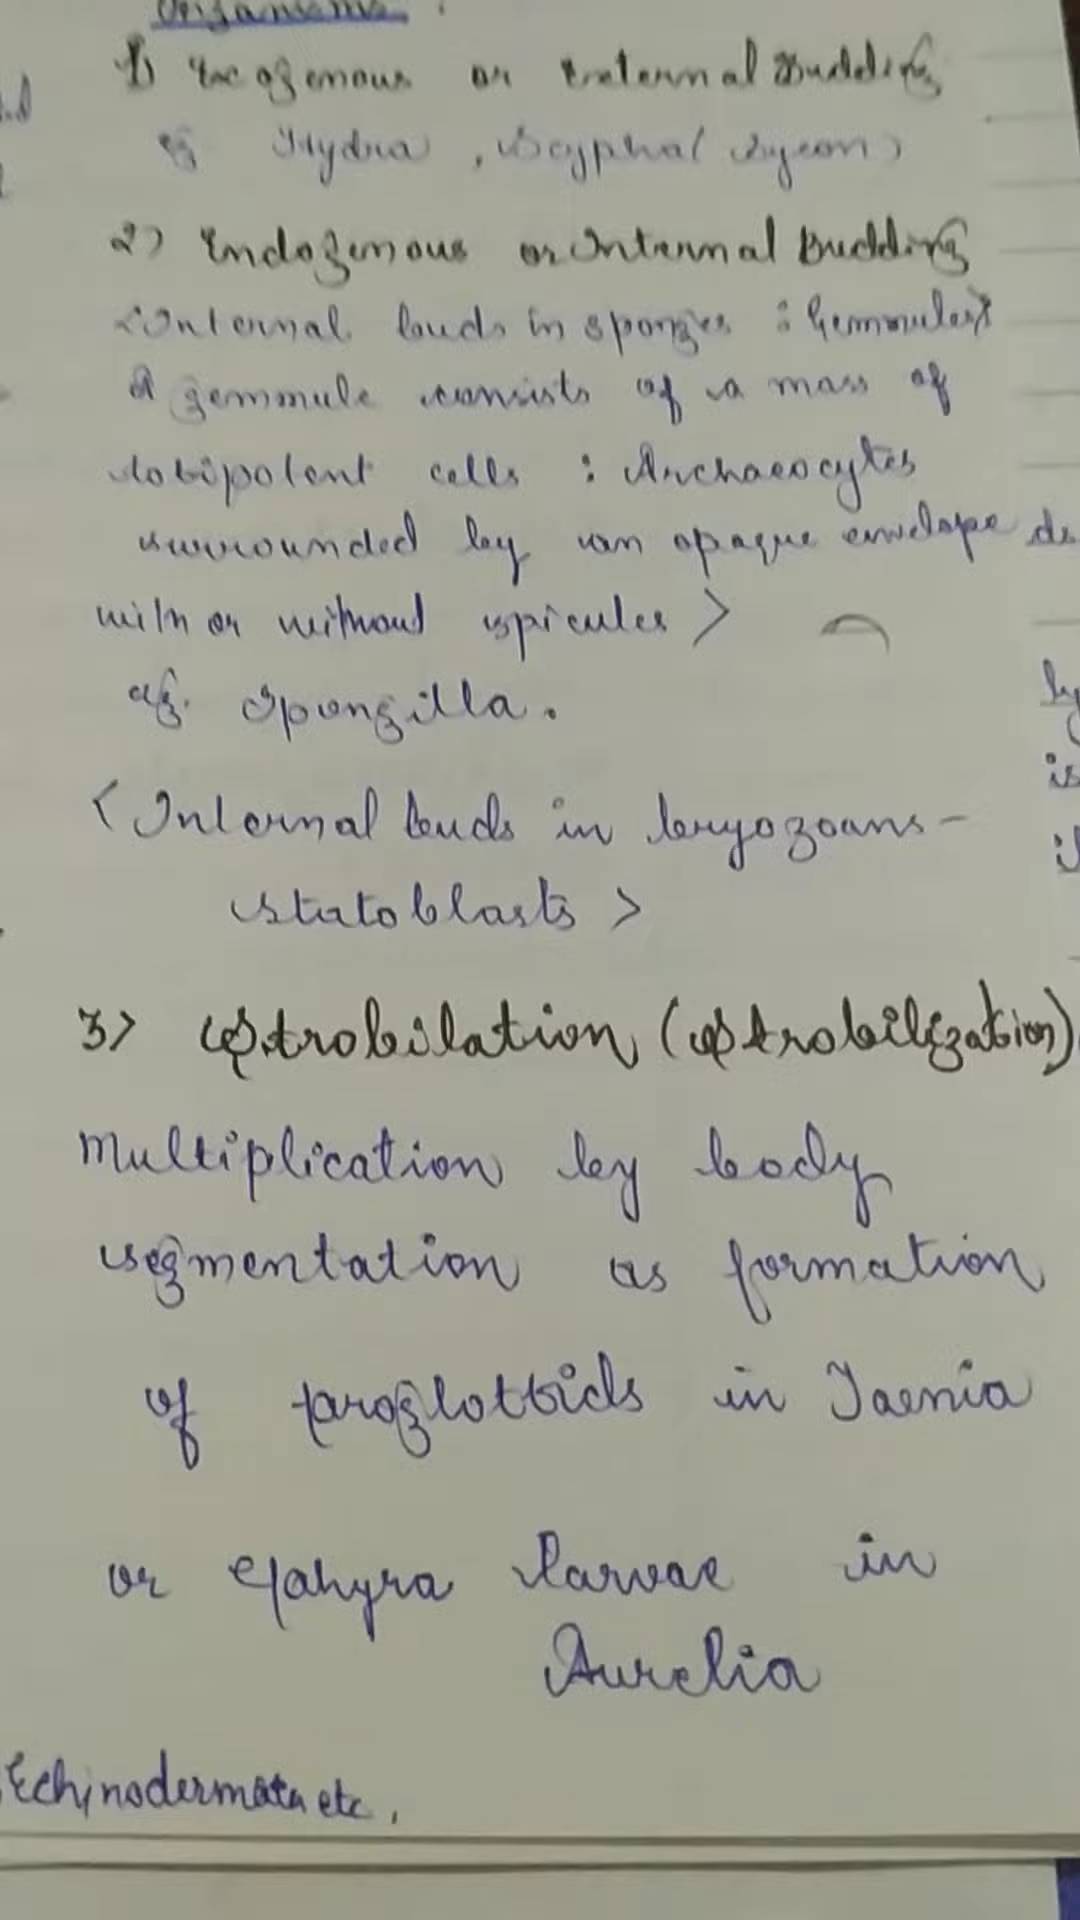 Organisms.
1) Exogenous or External Budding
eg Hydra, Scypha (Sycon)
2) Endogenous or Internal Budding
<Internal buds in sponges : Gemmules>
A gemmule consists of a mass of
totipotent cells : Archaeocytes
surrounded by an opaque envelope
with or without spicules >
eg. Spongilla.
<Internal buds in bryozoans -
statoblasts >
3) Strobilation (Strobilization)
Multiplication by body
segmentation as formation
of proglottids in Taenia
or Ephyra larvae in
Aurelia
Echinodermata etc.